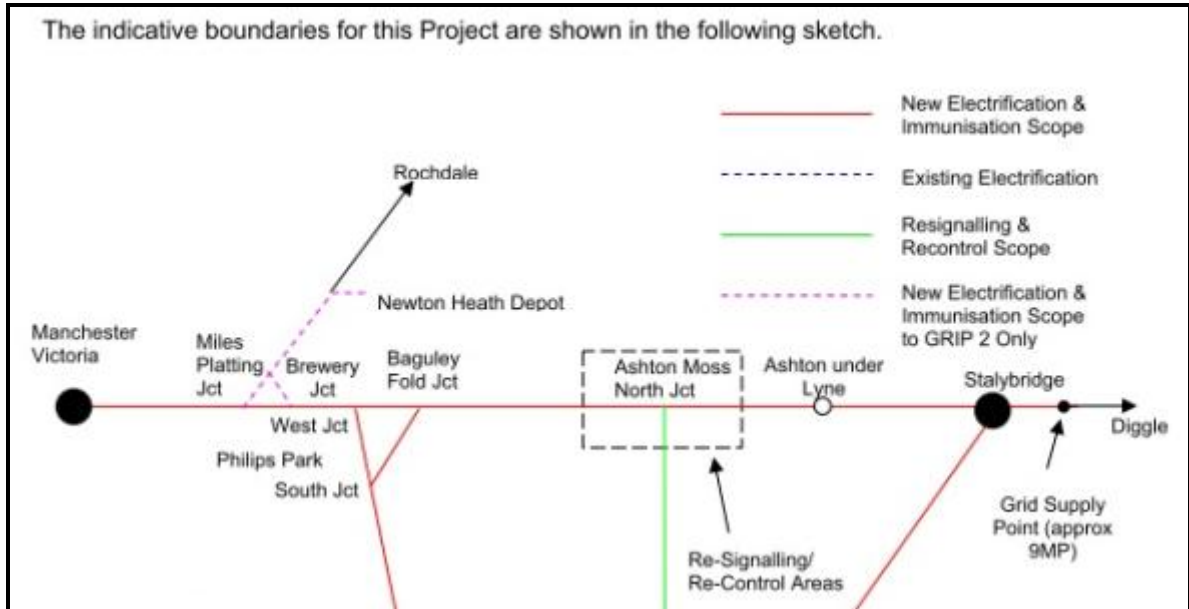 The indicative boundaries for this Project are shown in the following sketch.
New Electrification &
Immunisation Scope
Existing Electrification
Resignalling &
Recontrol Scope
New Electrification &
Immunisation Scope
to GRIP 2 Only
Rochdale
Newton Heath Depot
Manchester
Victoria
Miles
Platting
Jct
Brewery
Jct
Baguley
Fold Jct
Ashton Moss
North Jct
Ashton under
Lyne
Stalybridge
Diggle
West Jct
Philips Park
South Jct
Grid Supply
Point (approx
9MP)
Re-Signalling/
Re-Control Areas